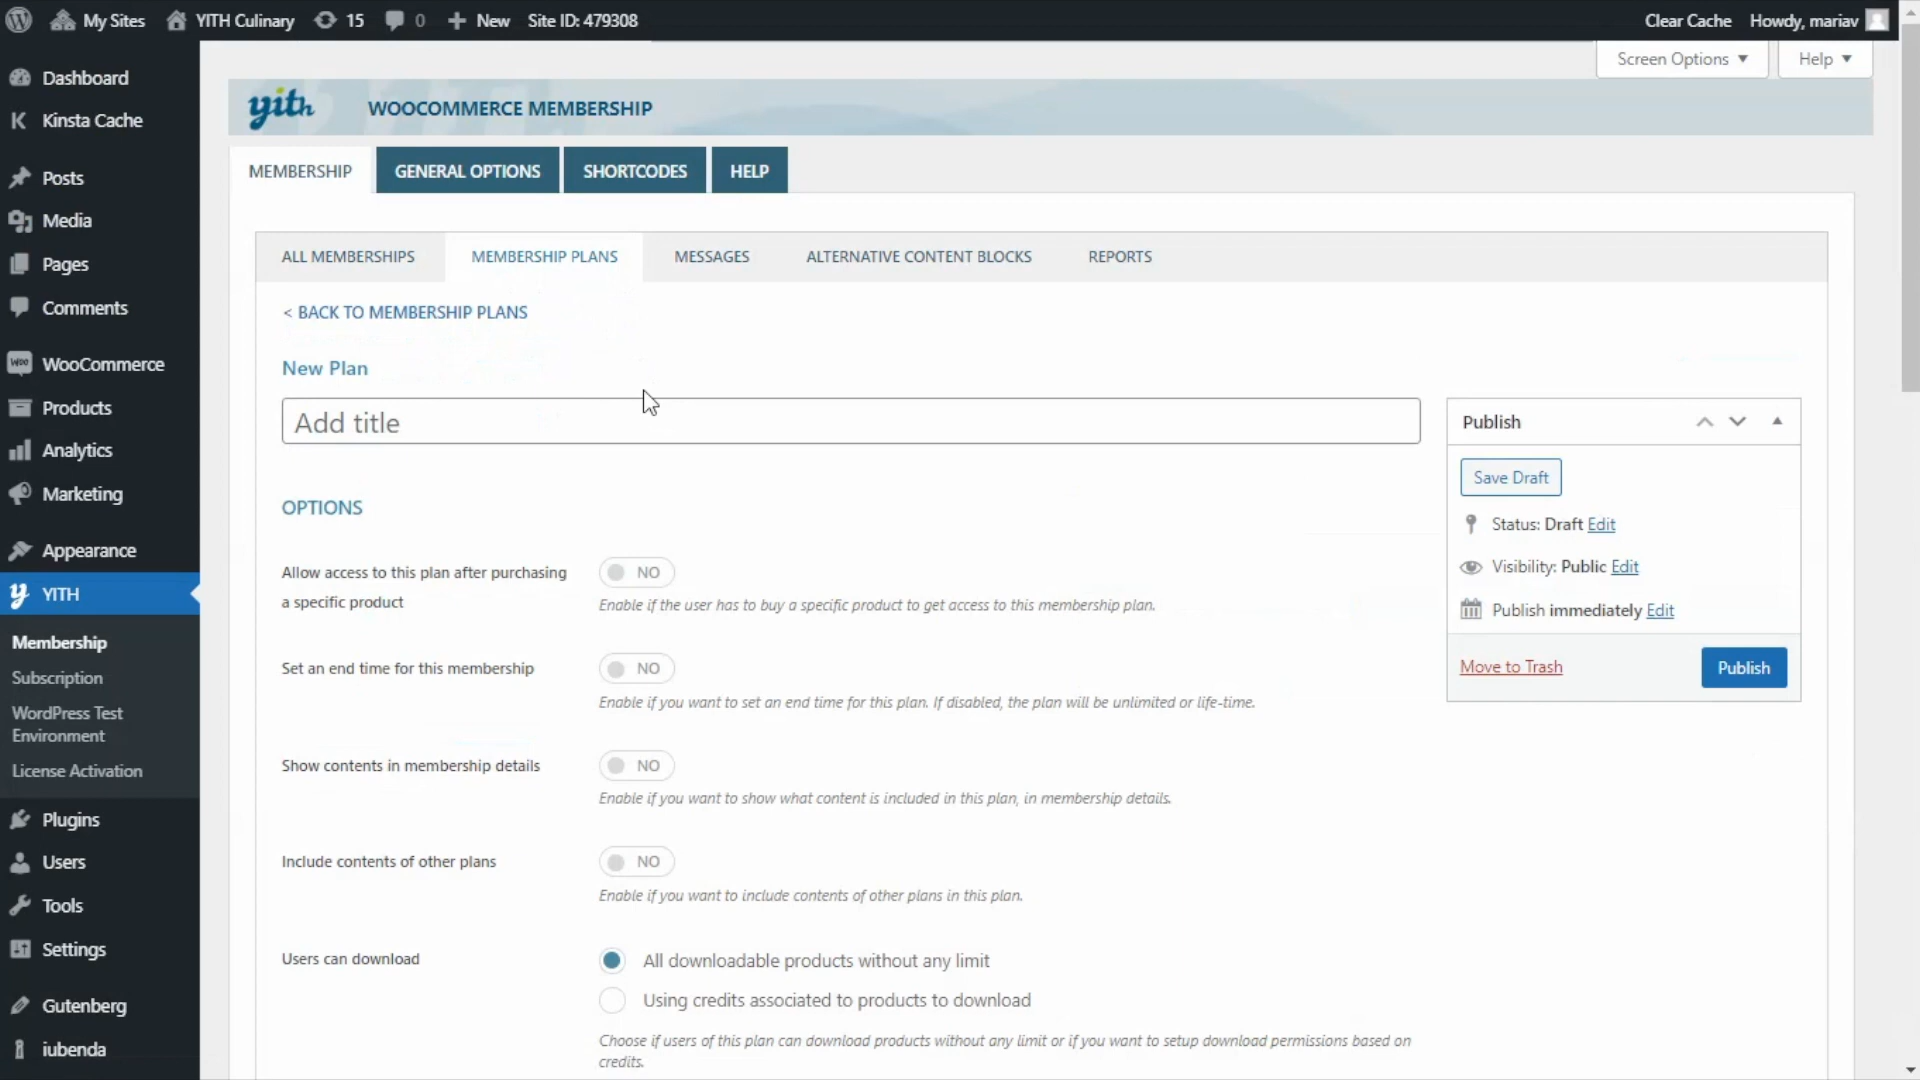 My Sites
YITH Culinary
15
0
New
Site ID: 479308
Clear Cache
Howdy, mariav
Dashboard
Kinsta Cache
Posts
Media
Pages
Comments
WooCommerce
Products
Analytics
Marketing
Appearance
YITH
Membership
Subscription
WordPress Test
Environment
License Activation
Plugins
Users
Tools
Settings
Gutenberg
iubenda
Screen Options
Help
yith
WOOCOMMERCE MEMBERSHIP
MEMBERSHIP
GENERAL OPTIONS
SHORTCODES
HELP
ALL MEMBERSHIPS
MEMBERSHIP PLANS
MESSAGES
ALTERNATIVE CONTENT BLOCKS
REPORTS
< BACK TO MEMBERSHIP PLANS
New Plan
Add title
OPTIONS
Allow access to this plan after purchasing
a specific product
NO
Enable if the user has to buy a specific product to get access to this membership plan.
Set an end time for this membership
NO
Enable if you want to set an end time for this plan. If disabled, the plan will be unlimited or life-time.
Show contents in membership details
NO
Enable if you want to show what content is included in this plan, in membership details.
Include contents of other plans
NO
Enable if you want to include contents of other plans in this plan.
Users can download
All downloadable products without any limit
Using credits associated to products to download
Choose if users of this plan can download products without any limit or if you want to setup download permissions based on
credits.
Publish
Save Draft
Status: Draft Edit
Visibility: Public Edit
Publish immediately Edit
Move to Trash
Publish